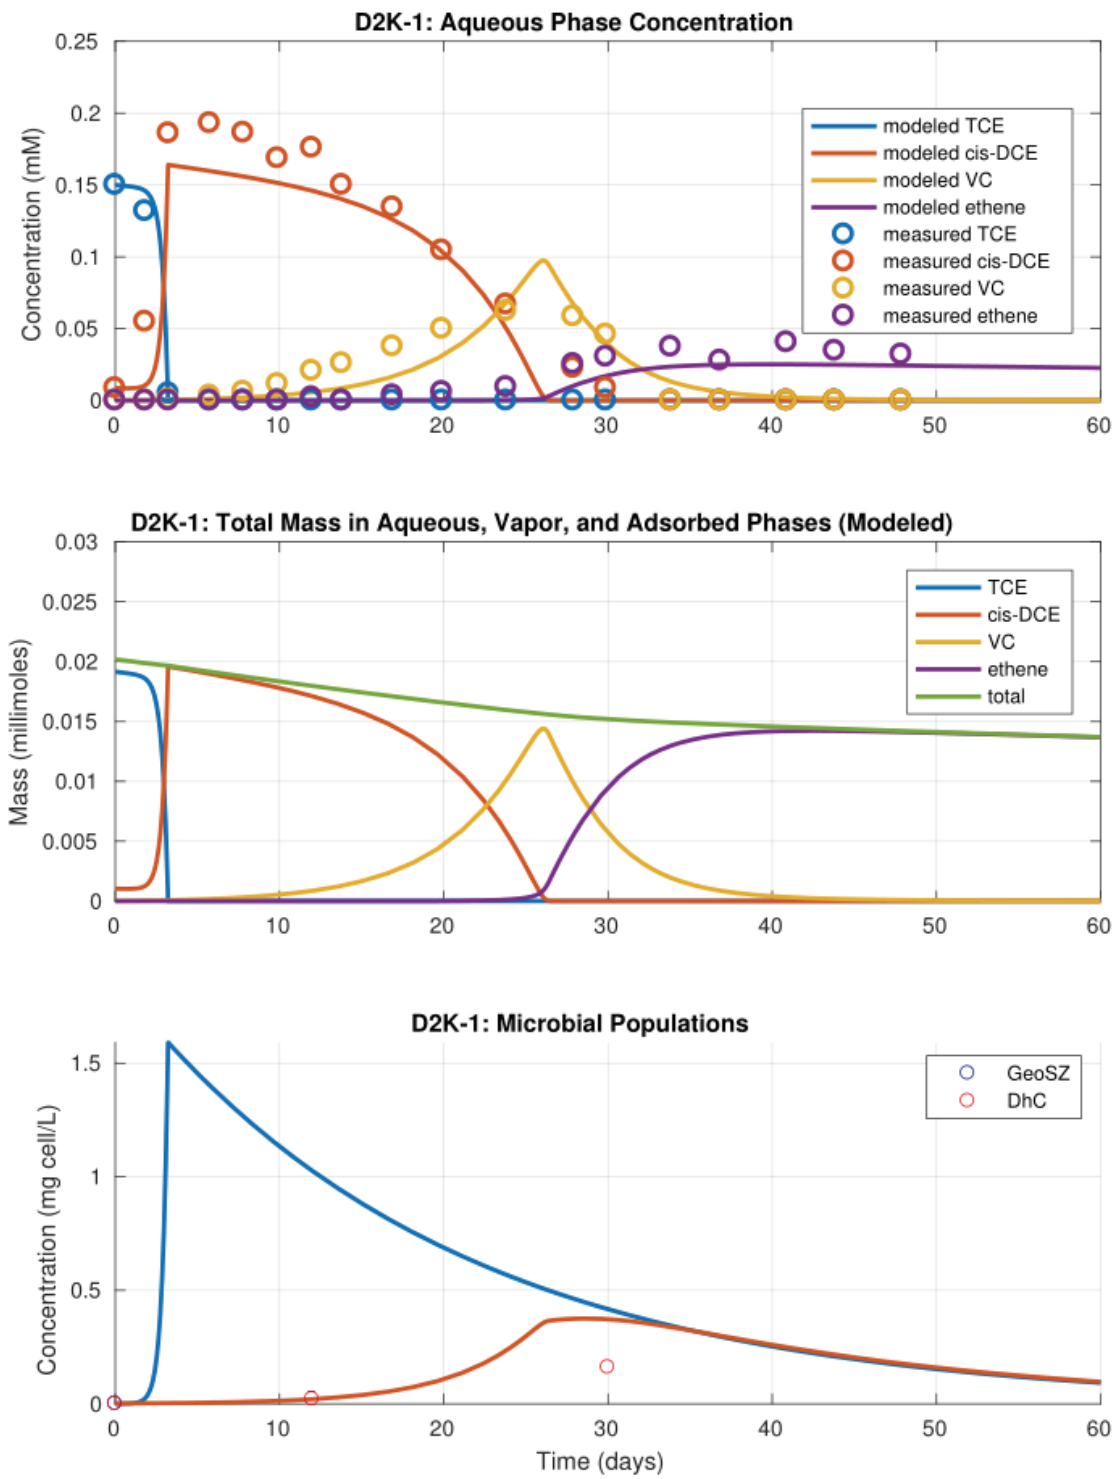 D2K-1: Aqueous Phase Concentration
0.25
0.2
0.15
0.1
0.05
0
Concentration (mM)
0 10 20 30 40 50 60
modeled TCE
modeled cis-DCE
modeled VC
modeled ethene
measured TCE
measured cis-DCE
measured VC
measured ethene
D2K-1: Total Mass in Aqueous, Vapor, and Adsorbed Phases (Modeled)
0.03
0.025
0.02
0.015
0.01
0.005
0
Mass (millimoles)
0 10 20 30 40 50 60
TCE
cis-DCE
VC
ethene
total
D2K-1: Microbial Populations
1.5
1
0.5
0
Concentration (mg cell/L)
0 10 20 30 40 50 60
GeoSZ
DhC
Time (days)